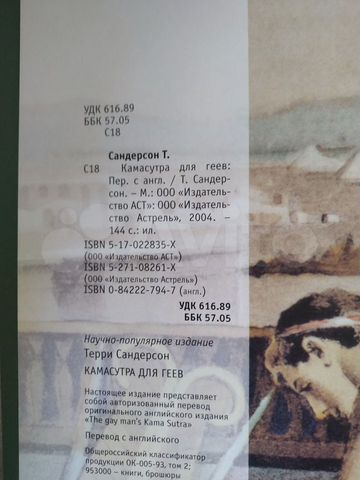 УДК 616.89
ББК 57.05
С18
Сандерсон Т.
С18 Камасутра для геев:
Пер. с англ. / Т. Сандер-
сон. – М.: ООО «Издатель-
ство АСТ»: ООО «Издатель-
ство Астрель», 2004. –
144 с.: ил.
ISBN 5-17-022835-X
(ООО «Издательство АСТ»)
ISBN 5-271-08261-X
(ООО «Издательство Астрель»)
ISBN 0-84222-794-7 (англ.)
УДК 616.89
ББК 57.05
Научно-популярное издание
Терри Сандерсон
КАМАСУТРА ДЛЯ ГЕЕВ
Настоящее издание представляет
собой авторизованный перевод
оригинального английского издания
«The gay man's Kama Sutra»
Перевод с английского
Общероссийский классификатор
продукции ОК-005-93, том 2;
953000 – книги, брошюры